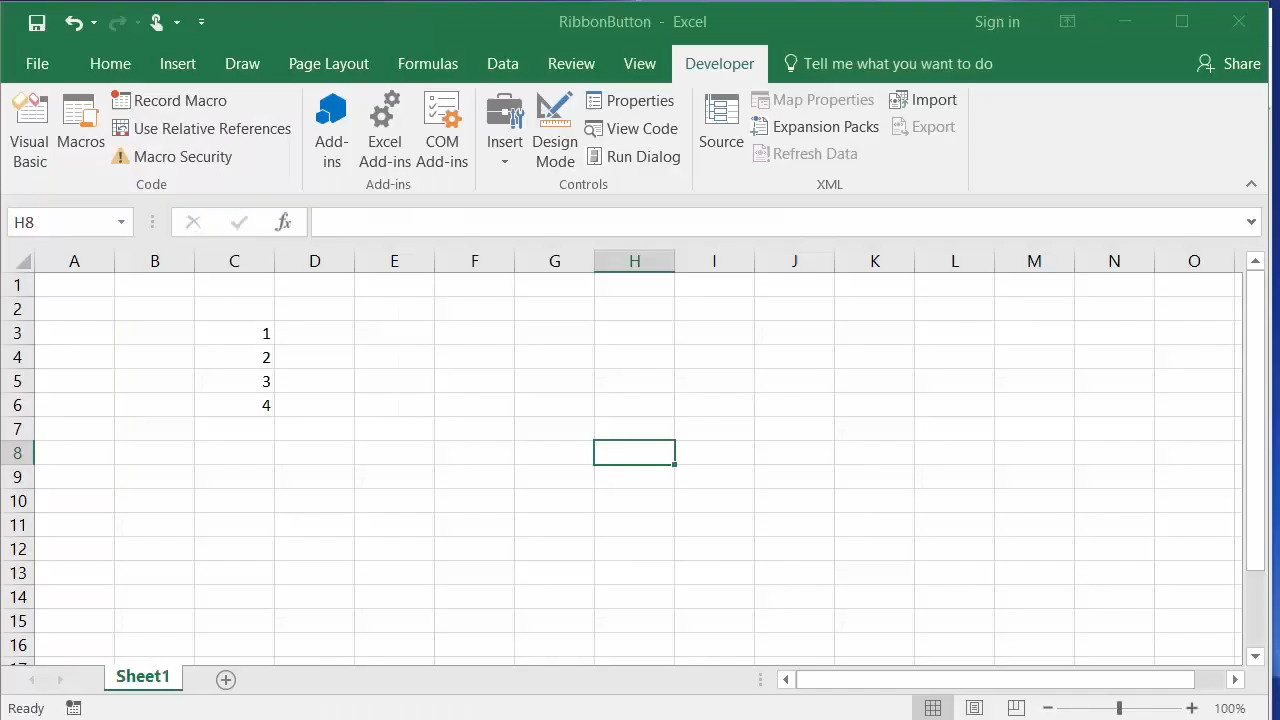 RibbonButton - Excel
Sign in
File Home Insert Draw Page Layout Formulas Data Review View Developer Tell me what you want to do Share
Visual Basic
Macros
Record Macro
Use Relative References
Macro Security
Code
Add-ins
Excel Add-ins
COM Add-ins
Add-ins
Insert
Design Mode
Properties
View Code
Run Dialog
Controls
Source
Map Properties
Expansion Packs
Refresh Data
Import
Export
XML
H8
fx
A B C D E F G H I J K L M N O
1
2
3 1
4 2
5 3
6 4
7
8
9
10
11
12
13
14
15
16
17
Sheet1
Ready
100%